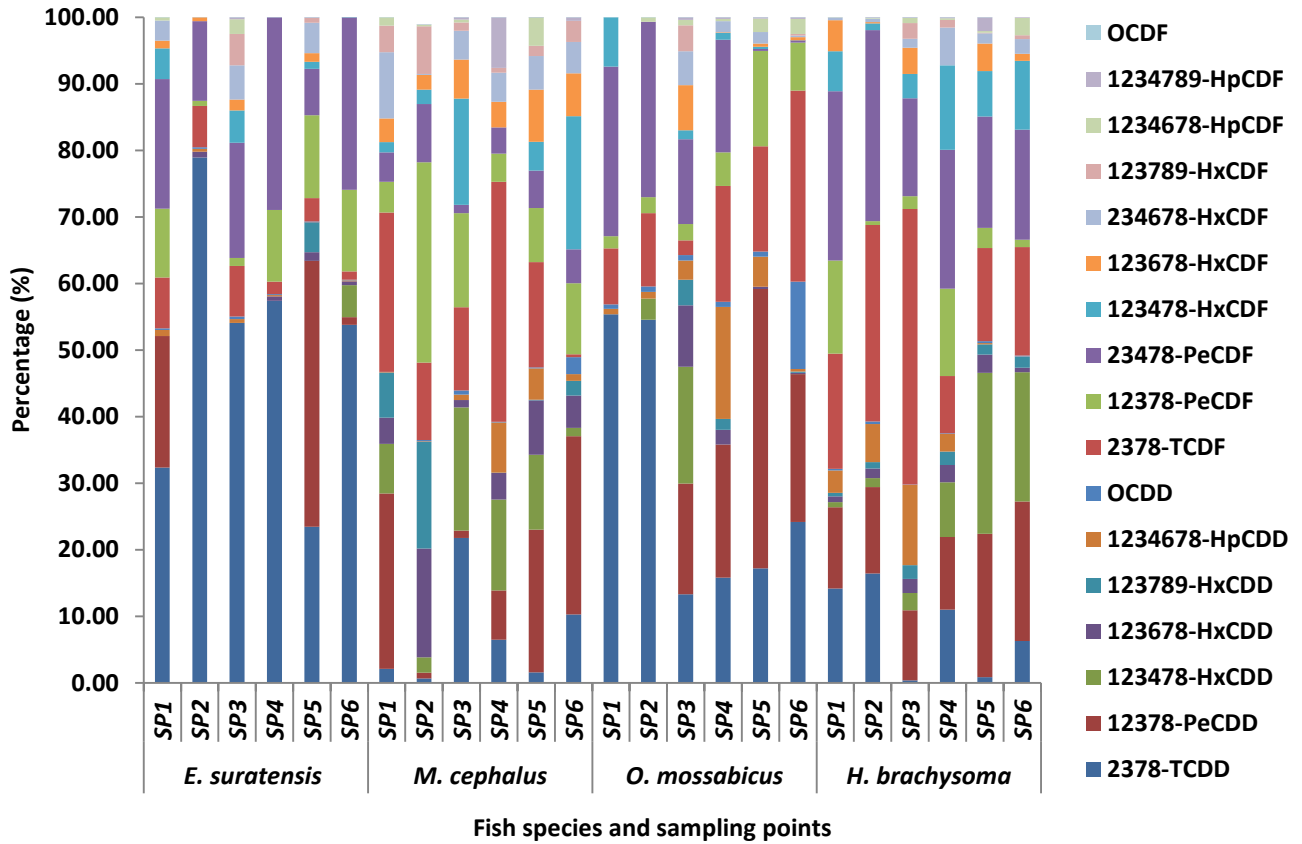 Percentage (%)
100.00
90.00
80.00
70.00
60.00
50.00
40.00
30.00
20.00
10.00
0.00
SP1 SP2 SP3 SP4 SP5 SP6 SP1 SP2 SP3 SP4 SP5 SP6 SP1 SP2 SP3 SP4 SP5 SP6 SP1 SP2 SP3 SP4 SP5 SP6
E. suratensis M. cephalus O. mossabicus H. brachysoma
Fish species and sampling points
OCDF
1234789-HpCDF
1234678-HpCDF
123789-HxCDF
234678-HxCDF
123678-HxCDF
123478-HxCDF
23478-PeCDF
12378-PeCDF
2378-TCDF
OCDD
1234678-HpCDD
123789-HxCDD
123678-HxCDD
123478-HxCDD
12378-PeCDD
2378-TCDD